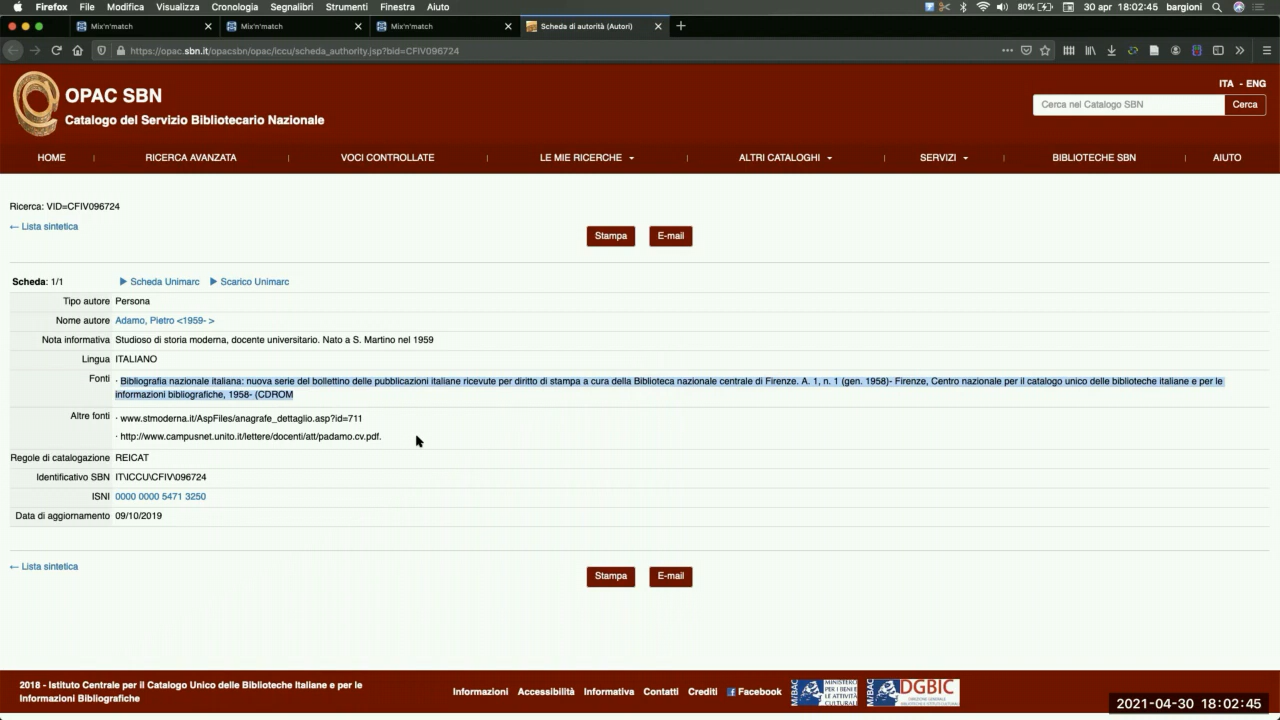 Firefox File Modifica Visualizza Cronologia Segnalibri Strumenti Finestra Aiuto 80% 30 apr 18:02:45 bargioni
Mix'n'match Mix'n'match Mix'n'match Scheda di autorità (Autori)
https://opac.sbn.it/opacsbn/opac/iccu/scheda_authority.jsp?bid=CFIV096724
ITA - ENG
OPAC SBN
Catalogo del Servizio Bibliotecario Nazionale
Cerca nel Catalogo SBN Cerca
HOME | RICERCA AVANZATA | VOCI CONTROLLATE | LE MIE RICERCHE | ALTRI CATALOGHI | SERVIZI | BIBLIOTECHE SBN | AIUTO
Ricerca: VID=CFIV096724
← Lista sintetica
Stampa E-mail
Scheda: 1/1 ▶ Scheda Unimarc ▶ Scarico Unimarc
Tipo autore Persona
Nome autore Adamo, Pietro <1959- >
Nota informativa Studioso di storia moderna, docente universitario. Nato a S. Martino nel 1959
Lingua ITALIANO
Fonti · Bibliografia nazionale italiana: nuova serie del bollettino delle pubblicazioni italiane ricevute per diritto di stampa a cura della Biblioteca nazionale centrale di Firenze. A. 1, n. 1 (gen. 1958)- Firenze, Centro nazionale per il catalogo unico delle biblioteche italiane e per le
informazioni bibliografiche, 1958- (CDROM
Altre fonti · www.stmoderna.it/AspFiles/anagrafe_dettaglio.asp?id=711
· http://www.campusnet.unito.it/lettere/docenti/att/padamo.cv.pdf.
Regole di catalogazione REICAT
Identificativo SBN IT\ICCU\CFIV\096724
ISNI 0000 0000 5471 3250
Data di aggiornamento 09/10/2019
← Lista sintetica
Stampa E-mail
2018 - Istituto Centrale per il Catalogo Unico delle Biblioteche Italiane e per le
Informazioni Bibliografiche
Informazioni Accessibilità Informativa Contatti Crediti Facebook
MiBAC MINISTERO PER I BENI E LE ATTIVITÀ CULTURALI
MiBAC DGBIC
2021-04-30 18:02:45